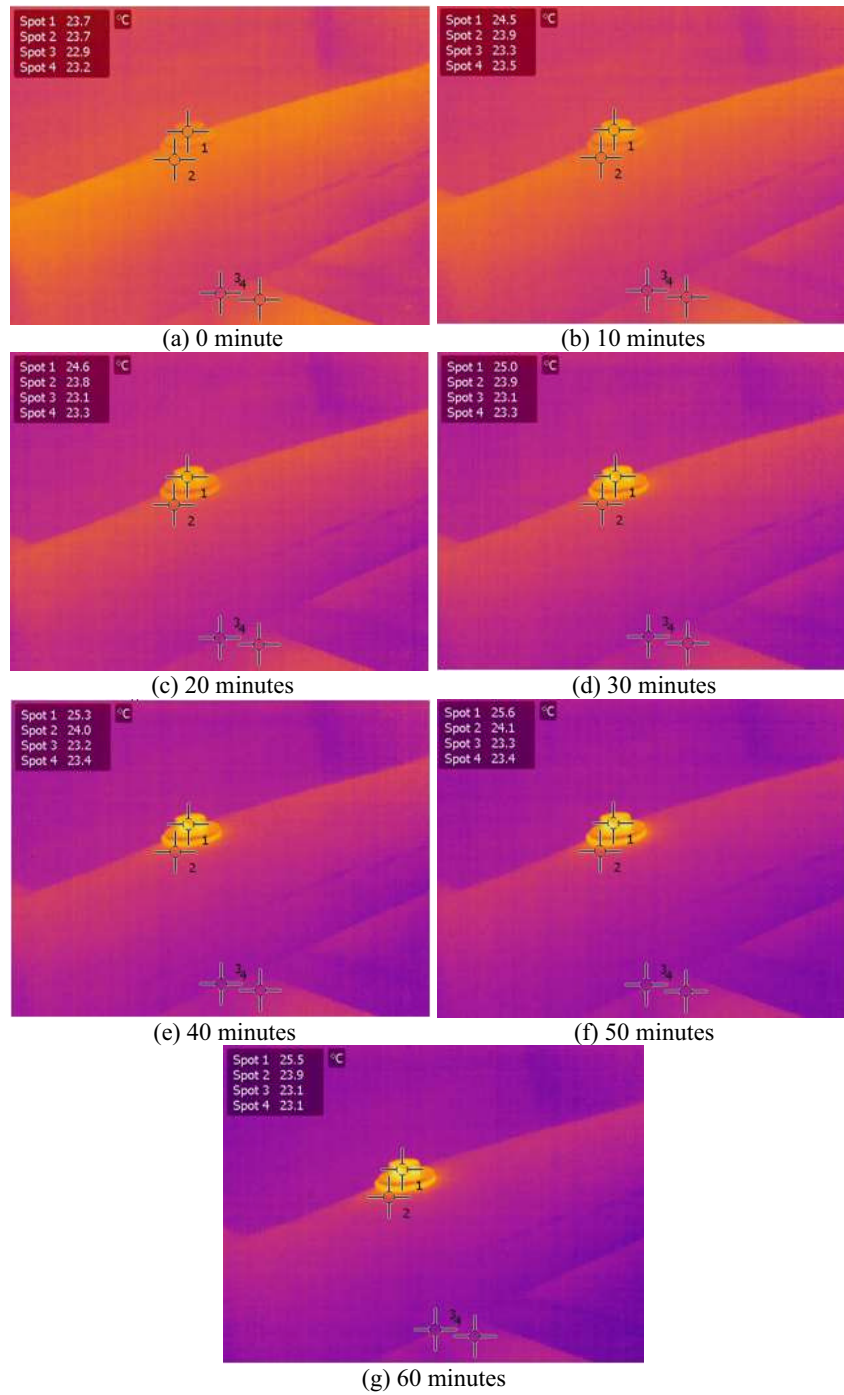 Spot 1 23.7 °C
Spot 2 23.7
Spot 3 22.9
Spot 4 23.2
1
2
3
4
(a) 0 minute
Spot 1 24.5 °C
Spot 2 23.9
Spot 3 23.3
Spot 4 23.5
1
2
3
4
(b) 10 minutes
Spot 1 24.6 °C
Spot 2 23.8
Spot 3 23.1
Spot 4 23.3
1
2
3
4
(c) 20 minutes
Spot 1 25.0 °C
Spot 2 23.9
Spot 3 23.1
Spot 4 23.3
1
2
3
4
(d) 30 minutes
Spot 1 25.3 °C
Spot 2 24.0
Spot 3 23.2
Spot 4 23.4
1
2
3
4
(e) 40 minutes
Spot 1 25.6 °C
Spot 2 24.1
Spot 3 23.3
Spot 4 23.4
1
2
3
4
(f) 50 minutes
Spot 1 25.5 °C
Spot 2 23.9
Spot 3 23.1
Spot 4 23.1
1
2
3
4
(g) 60 minutes